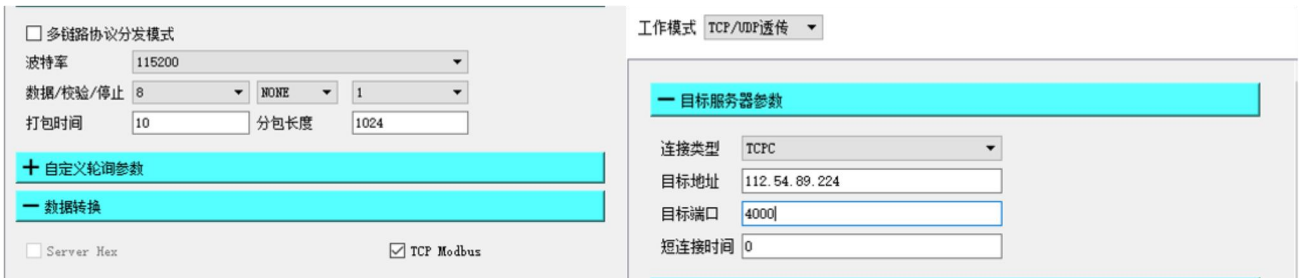 多链路协议分发模式
波特率 115200
数据/校验/停止 8 NONE 1
打包时间 10 分包长度 1024
自定义轮询参数
数据转换
Server Hex TCP Modbus
工作模式 TCP/UDP透传
目标服务器参数
连接类型 TCPC
目标地址 112.54.89.224
目标端口 4000
短连接时间 0